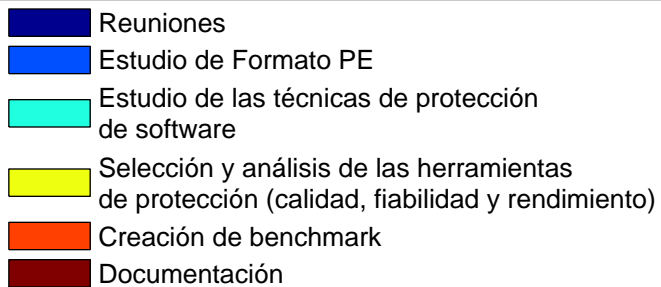 Reuniones
Estudio de Formato PE
Estudio de las técnicas de protección
de software
Selección y análisis de las herramientas
de protección (calidad, fiabilidad y rendimiento)
Creación de benchmark
Documentación